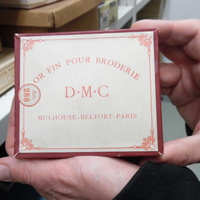 OR FIN POUR BRODERIE
D·M·C
MULHOUSE-BELFORT-PARIS